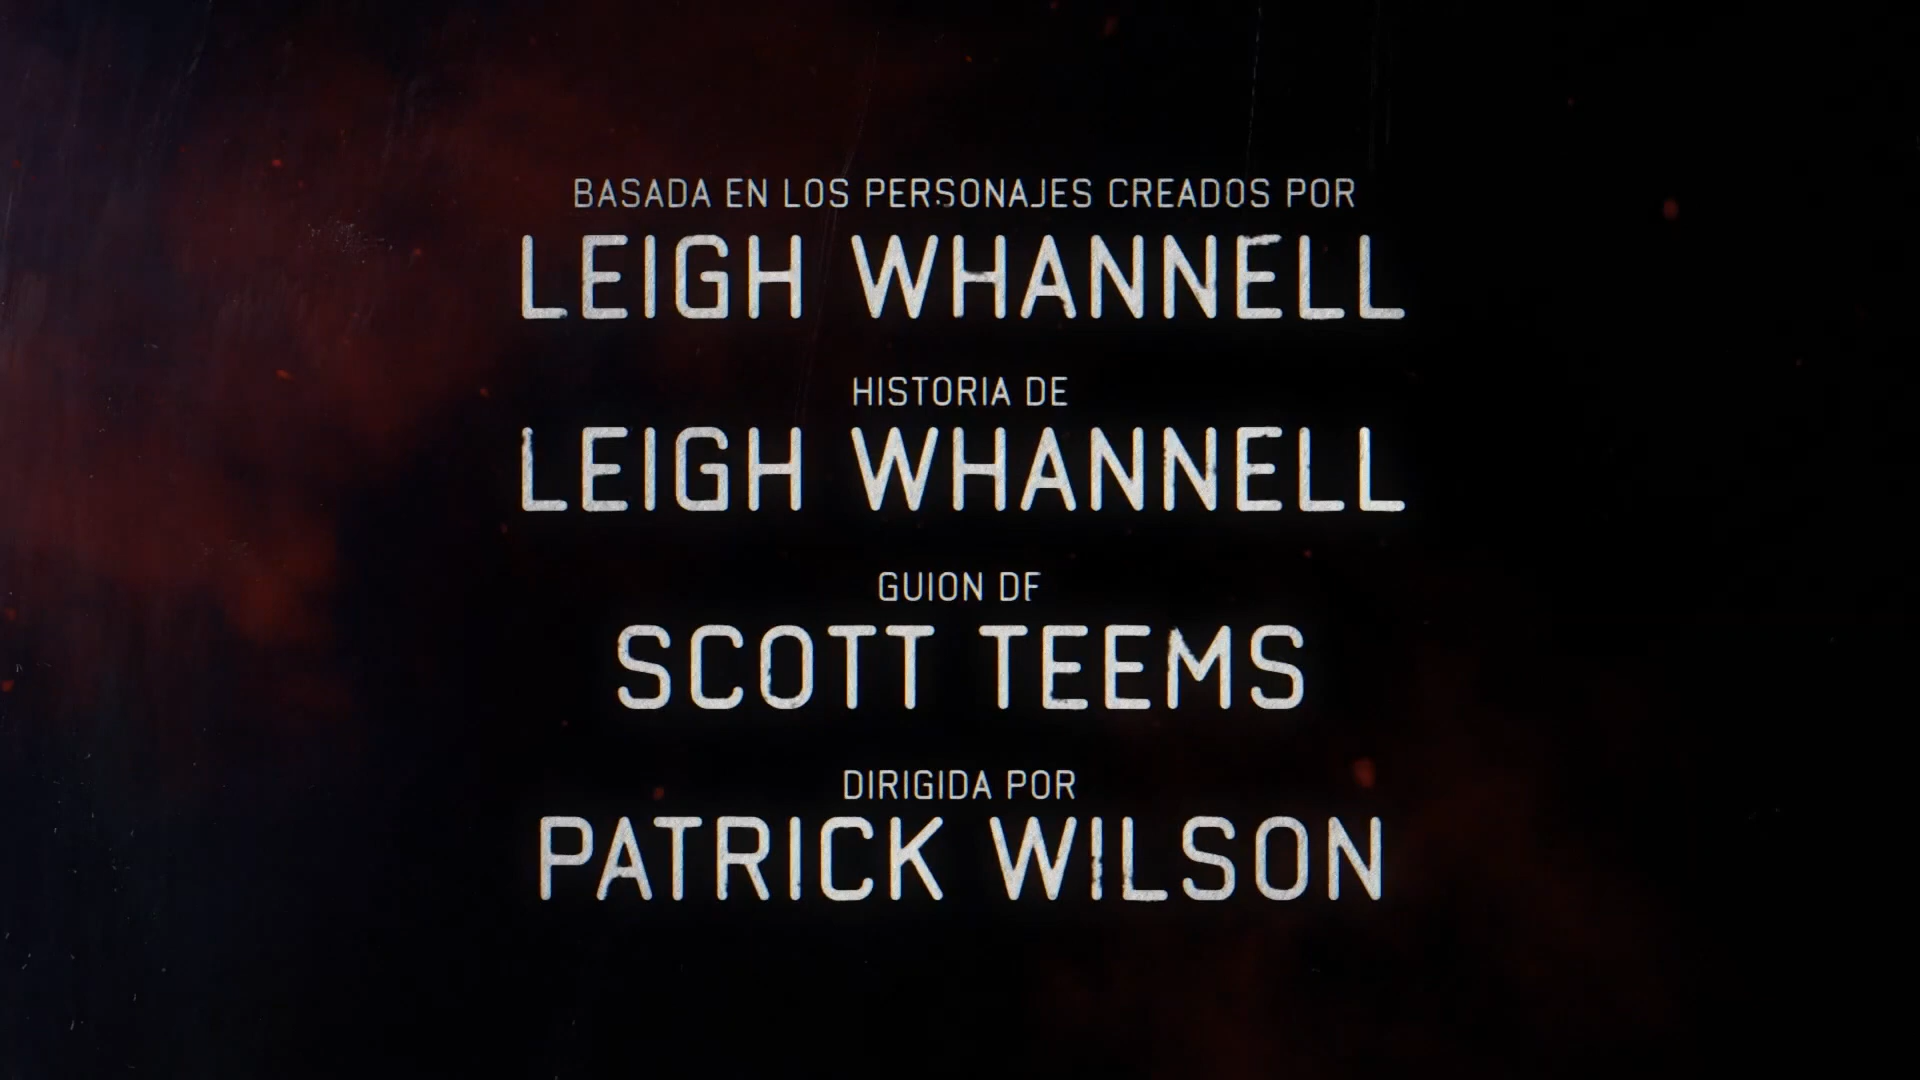 BASADA EN LOS PERSONAJES CREADOS POR
LEIGH WHANNELL
HISTORIA DE
LEIGH WHANNELL
GUION DE
SCOTT TEEMS
DIRIGIDA POR
PATRICK WILSON